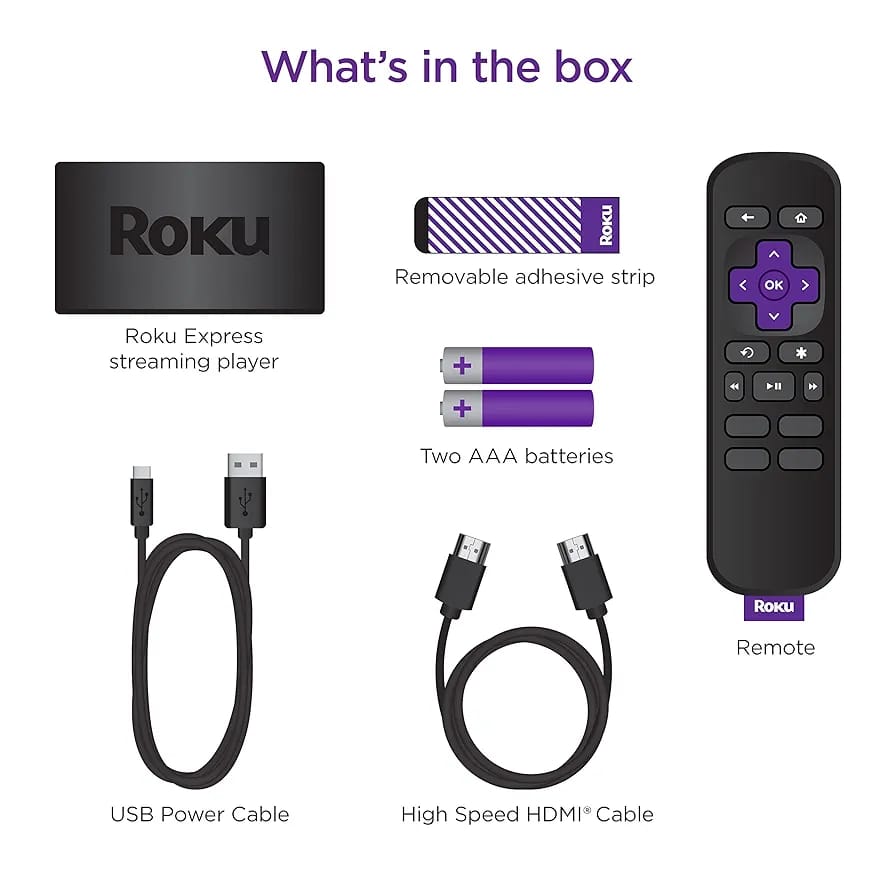 What's in the box
Roku
Roku Express
streaming player
Roku
Removable adhesive strip
Two AAA batteries
OK
Roku
Remote
USB Power Cable
High Speed HDMI® Cable